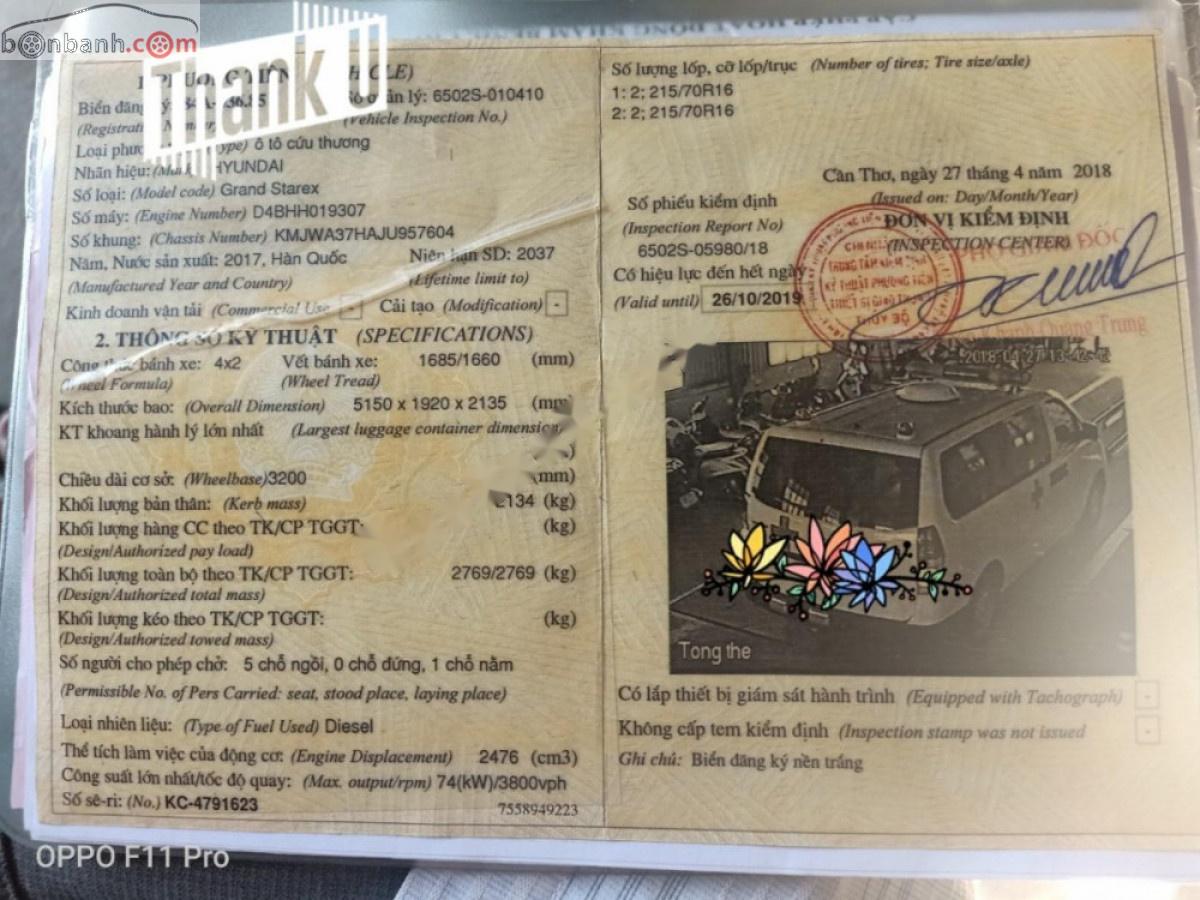 bonbanh.com
Thank U
Số quản lý: 6502S-010410
(Vehicle Inspection No.)
ô tô cứu thương
Nhãn hiệu: HYUNDAI
Số loại: (Model code) Grand Starex
Số máy: (Engine Number) D4BHH019307
Số khung: (Chassis Number) KMJWA37HAJU957604
Năm, Nước sản xuất: 2017, Hàn Quốc Niên hạn SD: 2037
(Manufactured Year and Country) (Lifetime limit to)
Kinh doanh vận tải (Commercial Use - Cải tạo (Modification) -
2. THÔNG SỐ KỸ THUẬT (SPECIFICATIONS)
Công thức bánh xe: 4x2 Vết bánh xe: 1685/1660 (mm)
(Wheel Formula) (Wheel Tread)
Kích thước bao: (Overall Dimension) 5150 x 1920 x 2135 (mm)
KT khoang hành lý lớn nhất (Largest luggage container dimension)
Chiều dài cơ sở: (Wheelbase)3200 (mm)
Khối lượng bản thân: (Kerb mass) 2134 (kg)
Khối lượng hàng CC theo TK/CP TGGT: (kg)
(Design/Authorized pay load)
Khối lượng toàn bộ theo TK/CP TGGT: 2769/2769 (kg)
(Design/Authorized total mass)
Khối lượng kéo theo TK/CP TGGT: (kg)
(Design/Authorized towed mass)
Số người cho phép chở: 5 chỗ ngồi, 0 chỗ đứng, 1 chỗ nằm
(Permissible No. of Pers Carried: seat, stood place, laying place)
Loại nhiên liệu: (Type of Fuel Used) Diesel
Thể tích làm việc của động cơ: (Engine Displacement) 2476 (cm3)
Công suất lớn nhất/tốc độ quay: (Max. output/rpm) 74(kW)/3800vph
Số sê-ri: (No.) KC-4791623 7558949223
Số lượng lốp, cỡ lốp/trục (Number of tires; Tire size/axle)
1: 2; 215/70R16
2: 2; 215/70R16
Cần Thơ, ngày 27 tháng 4 năm 2018
(Issued on: Day/Month/Year)
Số phiếu kiểm định
(Inspection Report No)
6502S-05980/18
ĐƠN VỊ KIỂM ĐỊNH
(INSPECTION CENTER)
PHÓ GIÁM ĐỐC
TRUNG TÂM KIỂM ĐỊNH
KỸ THUẬT PHƯƠNG TIỆN
THỦY BỘ
Khánh Quang Trung
Có hiệu lực đến hết ngày
(Valid until) 26/10/2019
Tong the
Có lắp thiết bị giám sát hành trình (Equipped with Tachograph) -
Không cấp tem kiểm định (Inspection stamp was not issued -
Ghi chú: Biển đăng ký nền trắng
OPPO F11 Pro